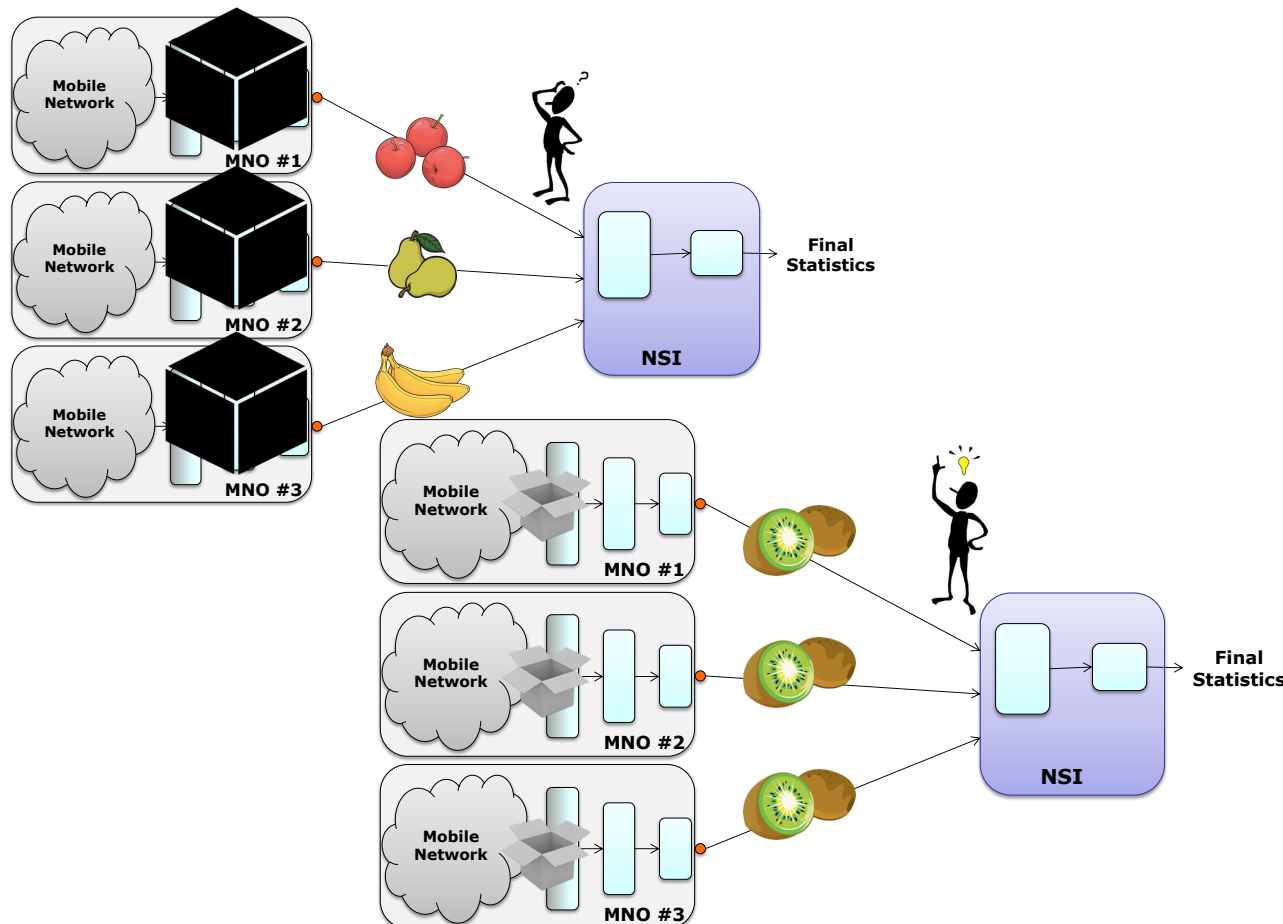 Mobile
Network
MNO #1
?
Mobile
Network
MNO #2
Mobile
Network
MNO #3
NSI
Final
Statistics
Mobile
Network
MNO #1
Mobile
Network
MNO #2
Mobile
Network
MNO #3
NSI
Final
Statistics